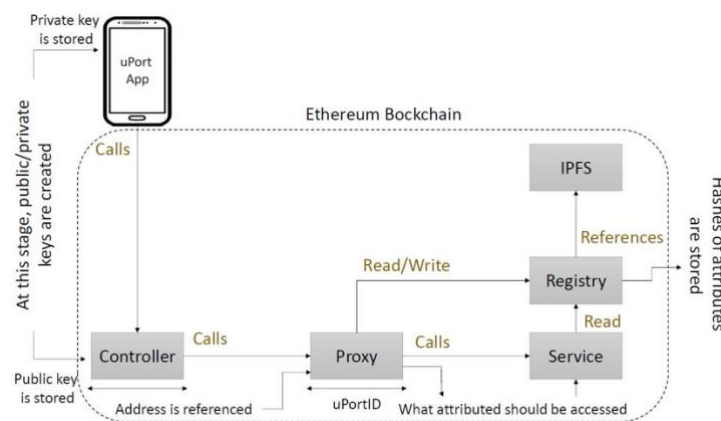 Private key
is stored
uPort
App
Ethereum Bockchain
Calls
IPFS
At this stage, public/private
keys are created
Hashes of attributes
are stored
References
Read/Write
Registry
Read
Controller
Calls
Proxy
Calls
Service
Public key
is stored
Address is referenced
uPortID
What attributed should be accessed